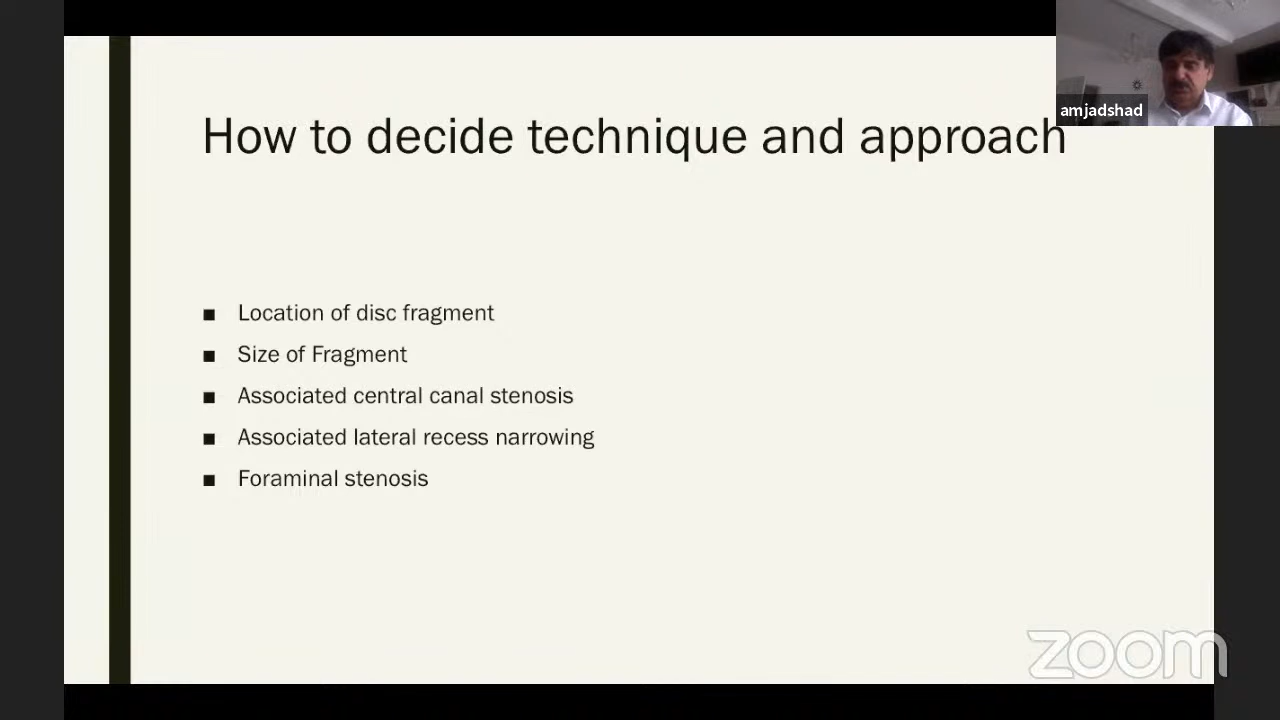 How to decide technique and approach
amjadshad
■ Location of disc fragment
■ Size of Fragment
■ Associated central canal stenosis
■ Associated lateral recess narrowing
■ Foraminal stenosis
zoom